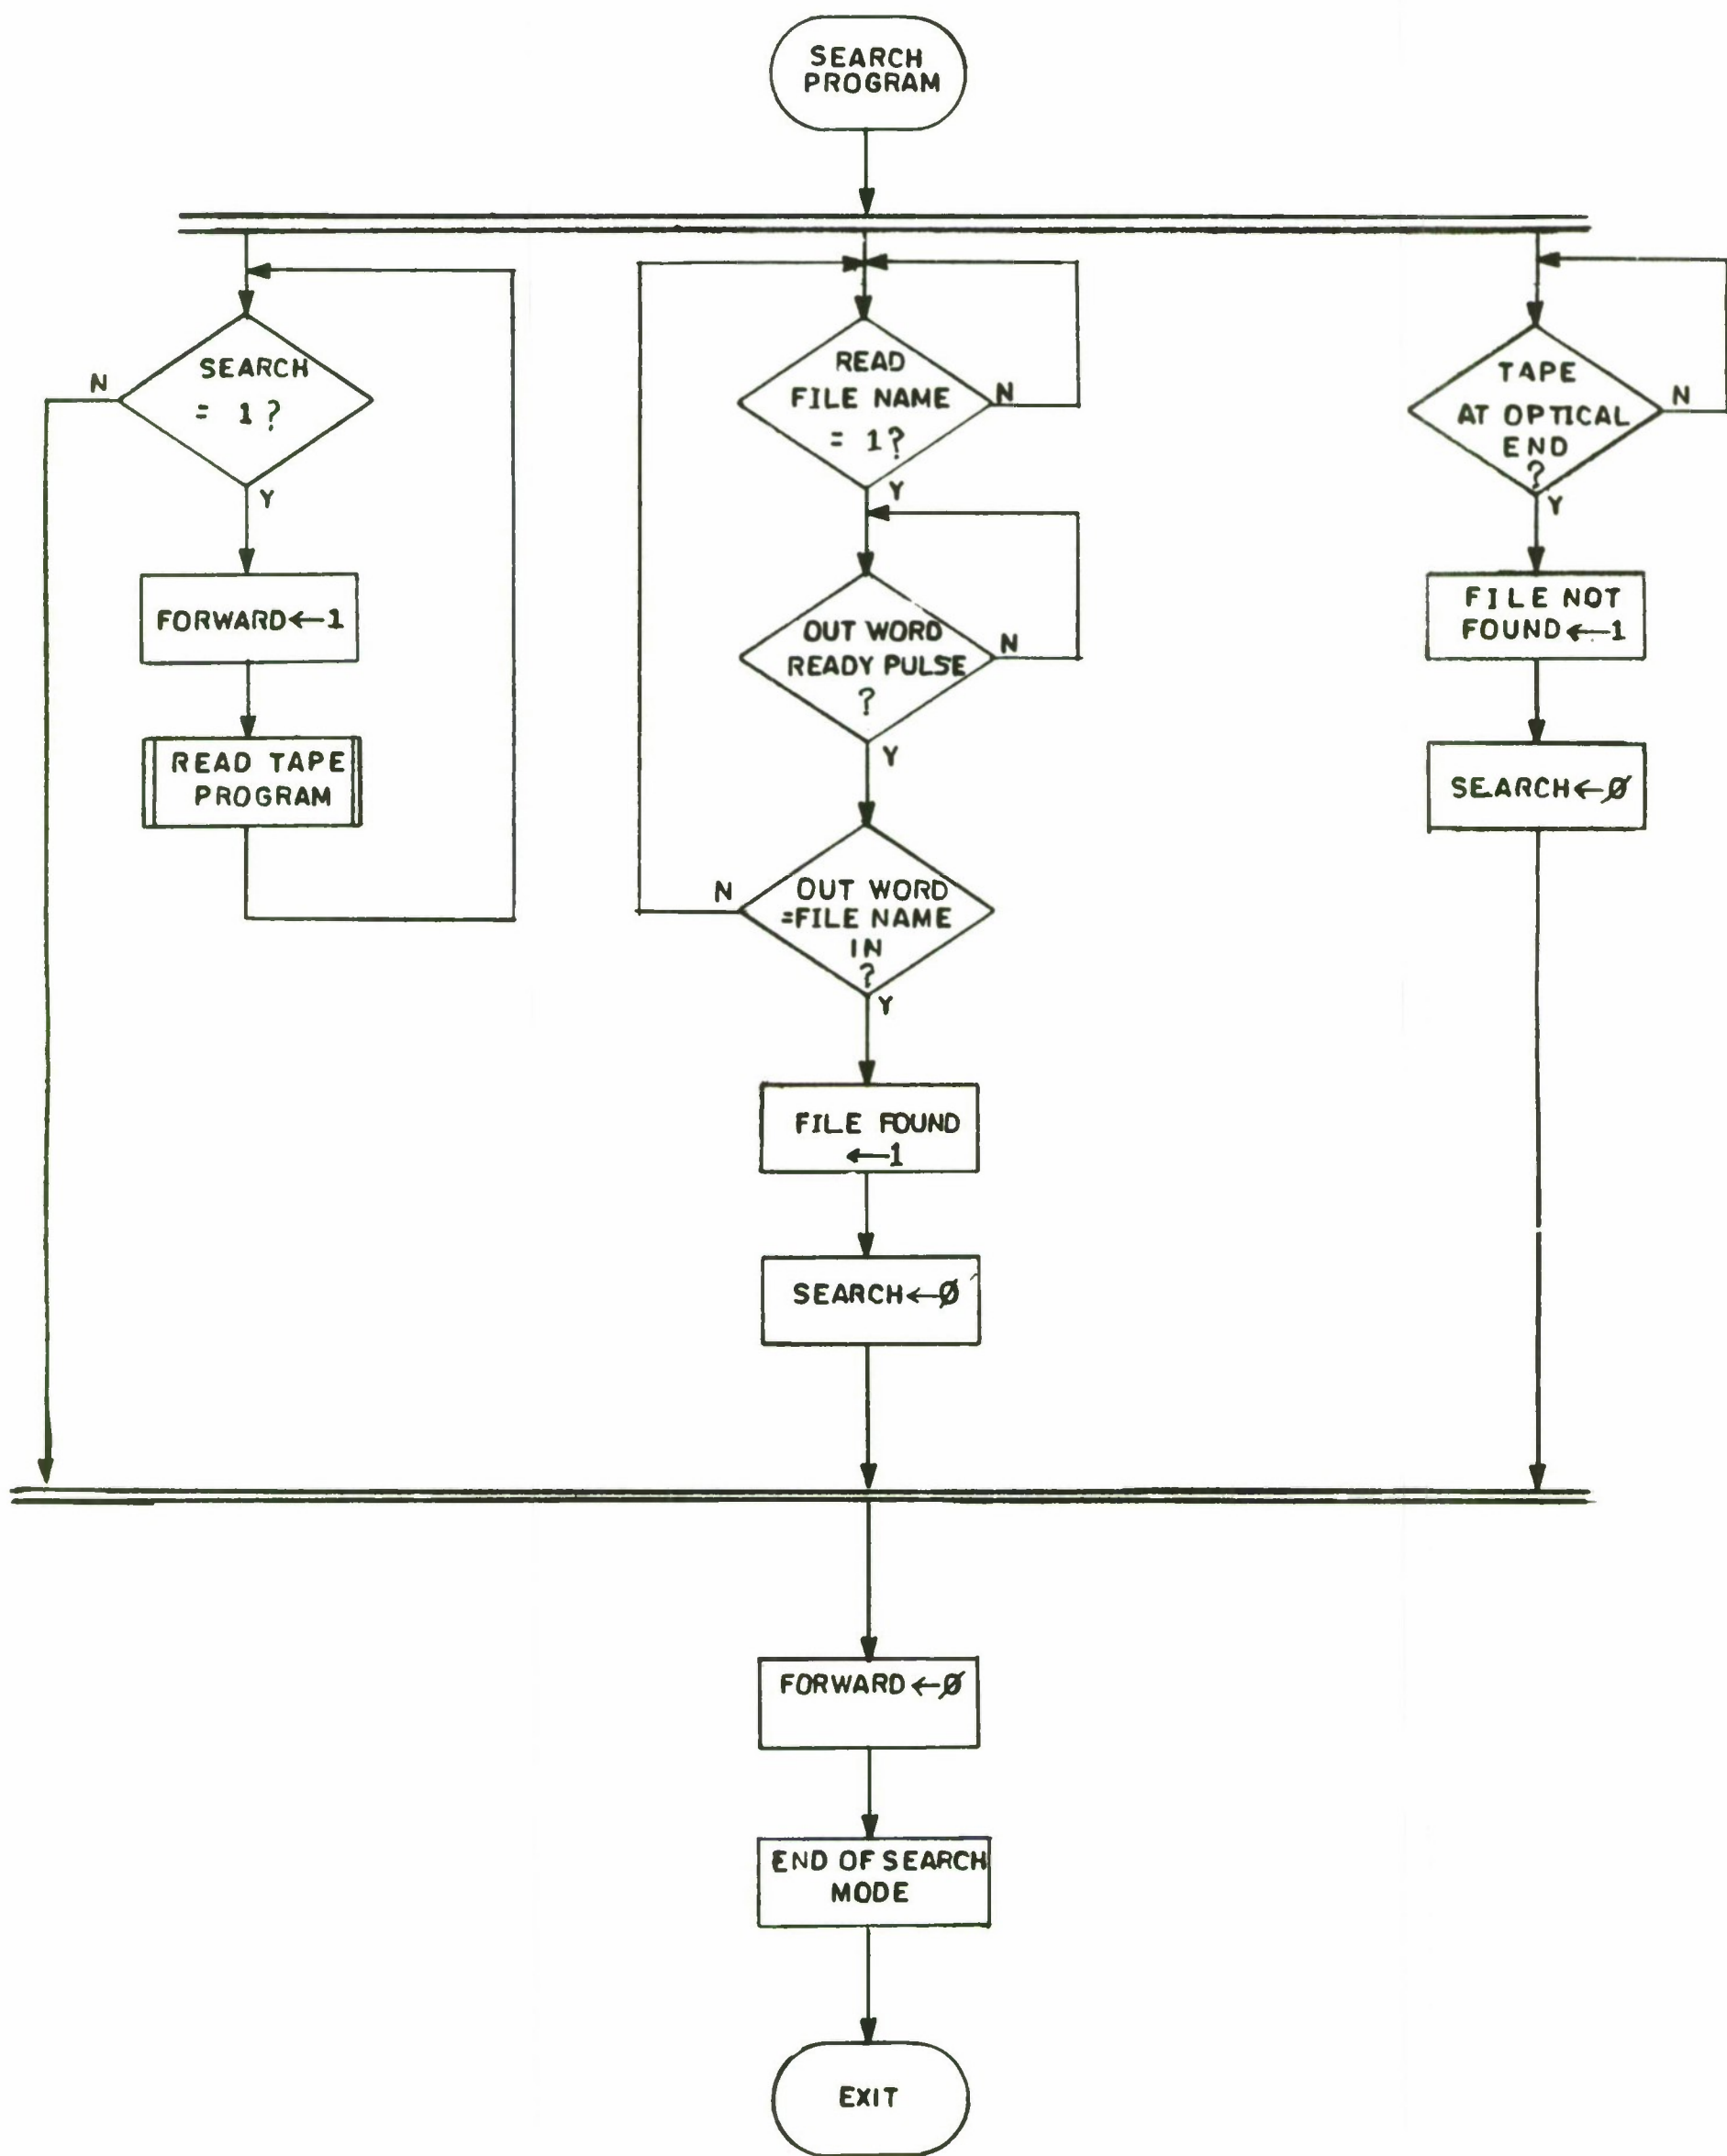 SEARCH
PROGRAM
SEARCH
= 1?
N
Y
FORWARD←1
READ TAPE
PROGRAM
READ
FILE NAME
= 1?
N
Y
OUT WORD
READY PULSE
?
N
Y
OUT WORD
=FILE NAME
IN
?
N
Y
FILE FOUND
←1
SEARCH←Ø
TAPE
AT OPTICAL
END
?
N
Y
FILE NOT
FOUND←1
SEARCH←Ø
FORWARD←Ø
END OF SEARCH
MODE
EXIT